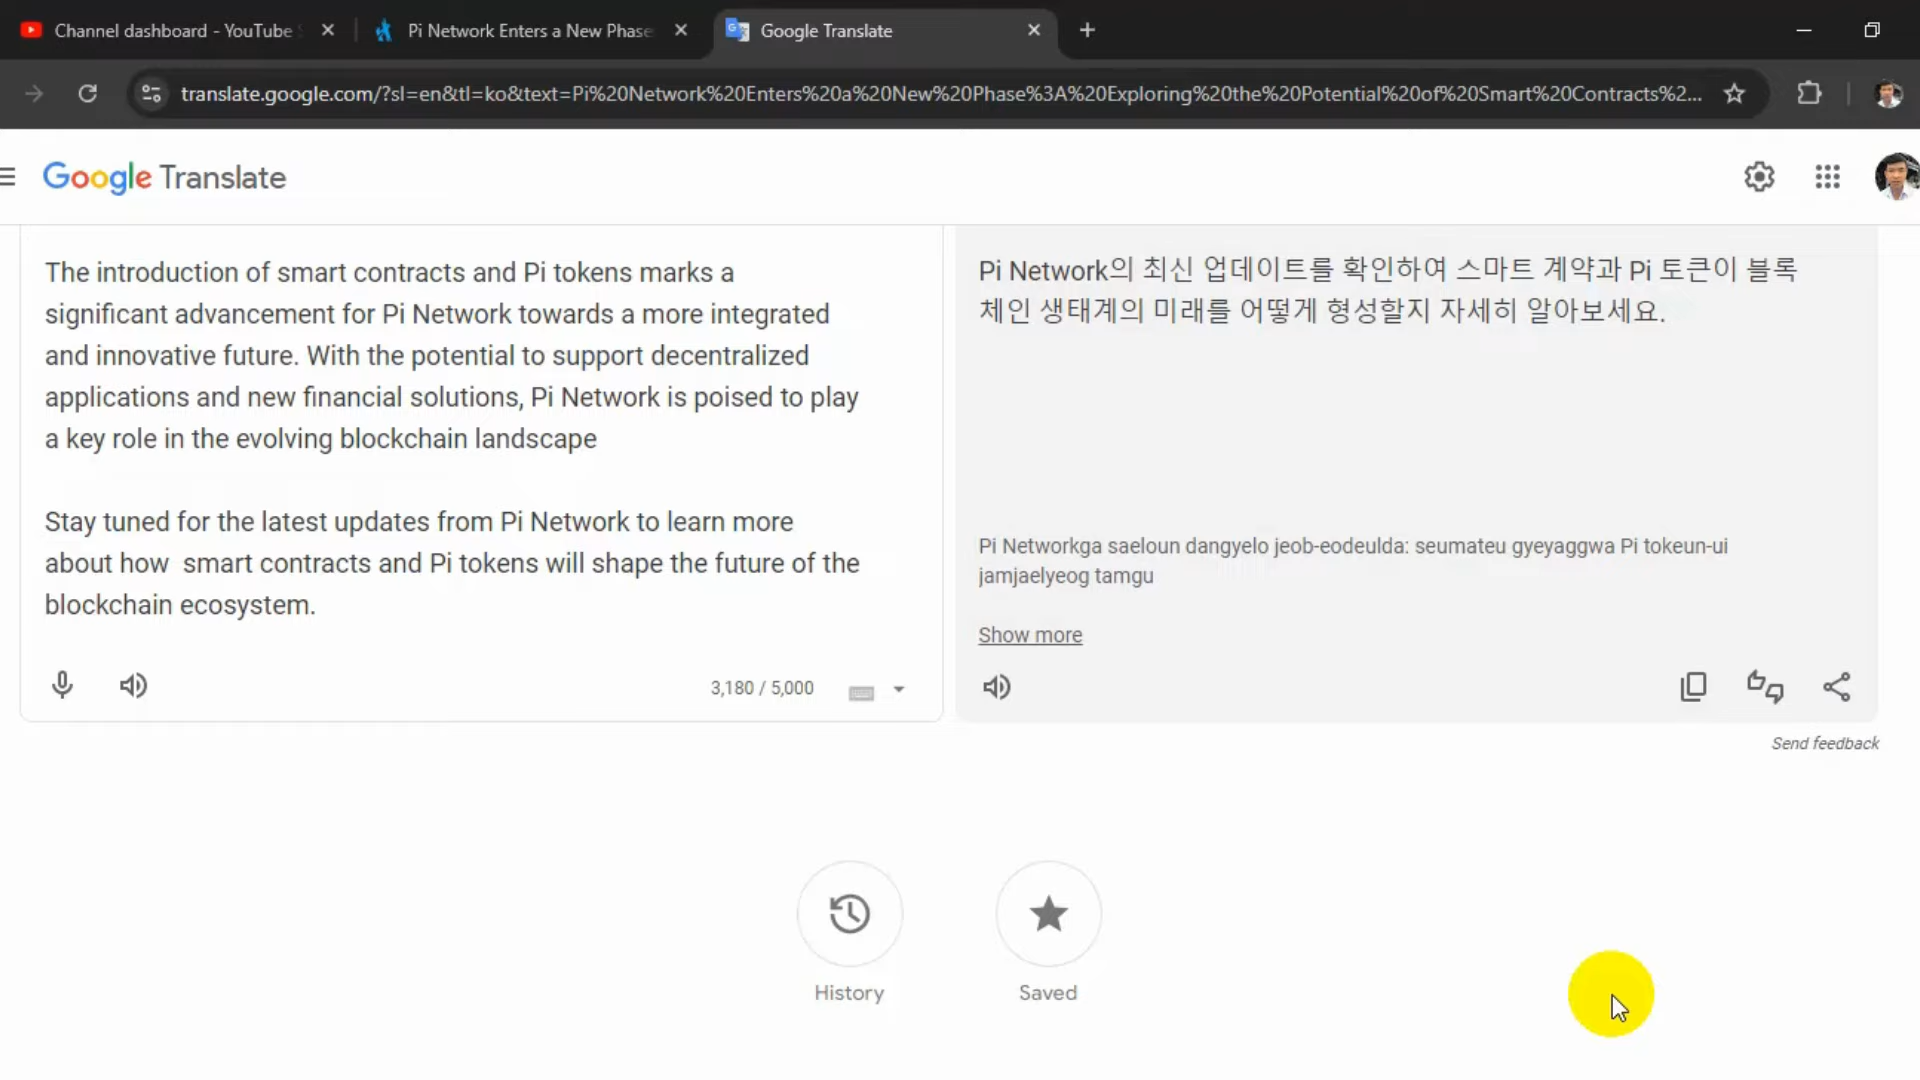 Channel dashboard - YouTube
Pi Network Enters a New Phase
Google Translate
translate.google.com/?sl=en&tl=ko&text=Pi%20Network%20Enters%20a%20New%20Phase%3A%20Exploring%20the%20Potential%20of%20Smart%20Contracts%2...
Google Translate
The introduction of smart contracts and Pi tokens marks a
significant advancement for Pi Network towards a more integrated
and innovative future. With the potential to support decentralized
applications and new financial solutions, Pi Network is poised to play
a key role in the evolving blockchain landscape
Stay tuned for the latest updates from Pi Network to learn more
about how  smart contracts and Pi tokens will shape the future of the
blockchain ecosystem.
3,180 / 5,000
Pi Network의 최신 업데이트를 확인하여 스마트 계약과 Pi 토큰이 블록
체인 생태계의 미래를 어떻게 형성할지 자세히 알아보세요.
Pi Networkga saeloun dangyelo jeob-eodeulda: seumateu gyeyaggwa Pi tokeun-ui
jamjaelyeog tamgu
Show more
Send feedback
History
Saved